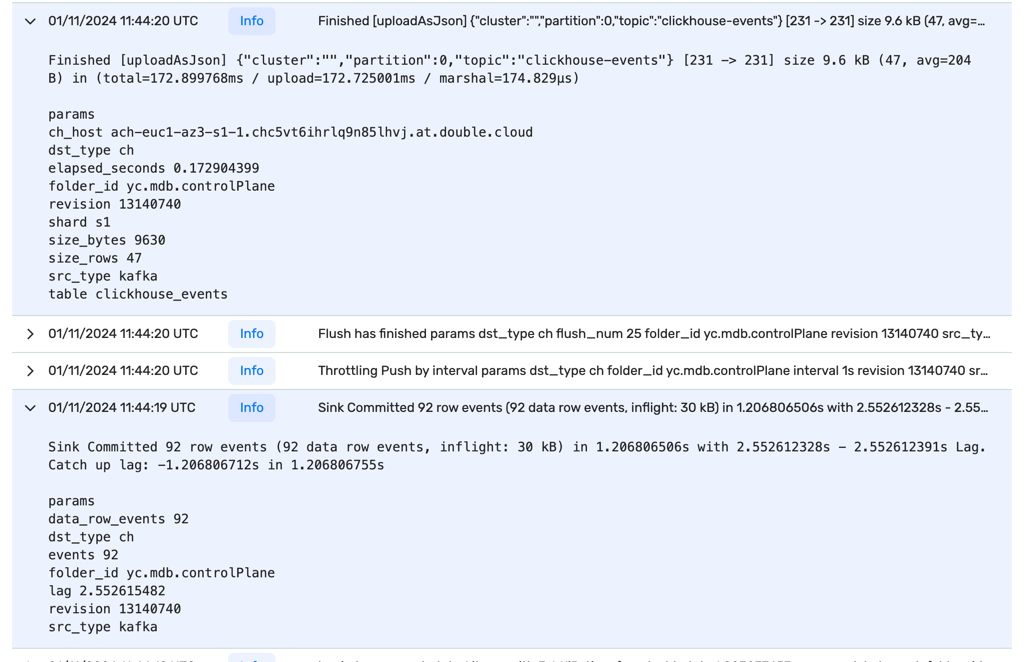 01/11/2024 11:44:20 UTC Info Finished [uploadAsJson] {"cluster":"","partition":0,"topic":"clickhouse-events"} [231 -> 231] size 9.6 kB (47, avg=…
Finished [uploadAsJson] {"cluster":"","partition":0,"topic":"clickhouse-events"} [231 -> 231] size 9.6 kB (47, avg=204
B) in (total=172.899768ms / upload=172.725001ms / marshal=174.829µs)
params
ch_host ach-euc1-az3-s1-1.chc5vt6ihrlq9n85lhvj.at.double.cloud
dst_type ch
elapsed_seconds 0.172904399
folder_id yc.mdb.controlPlane
revision 13140740
shard s1
size_bytes 9630
size_rows 47
src_type kafka
table clickhouse_events
01/11/2024 11:44:20 UTC Info Flush has finished params dst_type ch flush_num 25 folder_id yc.mdb.controlPlane revision 13140740 src_ty…
01/11/2024 11:44:20 UTC Info Throttling Push by interval params dst_type ch folder_id yc.mdb.controlPlane interval 1s revision 13140740 sr…
01/11/2024 11:44:19 UTC Info Sink Committed 92 row events (92 data row events, inflight: 30 kB) in 1.206806506s with 2.552612328s - 2.55…
Sink Committed 92 row events (92 data row events, inflight: 30 kB) in 1.206806506s with 2.552612328s - 2.552612391s Lag.
Catch up lag: -1.206806712s in 1.206806755s
params
data_row_events 92
dst_type ch
events 92
folder_id yc.mdb.controlPlane
lag 2.552615482
revision 13140740
src_type kafka